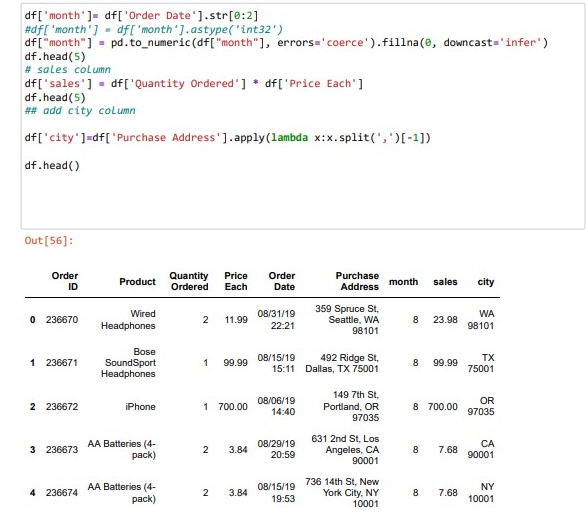 df['month']= df['Order Date'].str[0:2]
#df['month'] = df['month'].astype('int32')
df["month"] = pd.to_numeric(df["month"], errors='coerce').fillna(0, downcast='infer')
df.head(5)
# sales column
df['sales'] = df['Quantity Ordered'] * df['Price Each']
df.head(5)
## add city column
df['city']=df['Purchase Address'].apply(lambda x:x.split(',')[-1])
df.head()
Out[56]:
Order ID Product Quantity Ordered Price Each Order Date Purchase Address month sales city
0 236670 Wired Headphones 2 11.99 08/31/19 22:21 359 Spruce St, Seattle, WA 98101 8 23.98 WA 98101
1 236671 Bose SoundSport Headphones 1 99.99 08/15/19 15:11 492 Ridge St, Dallas, TX 75001 8 99.99 TX 75001
2 236672 iPhone 1 700.00 08/06/19 14:40 149 7th St, Portland, OR 97035 8 700.00 OR 97035
3 236673 AA Batteries (4-pack) 2 3.84 08/29/19 20:59 631 2nd St, Los Angeles, CA 90001 8 7.68 CA 90001
4 236674 AA Batteries (4-pack) 2 3.84 08/15/19 19:53 736 14th St, New York City, NY 10001 8 7.68 NY 10001